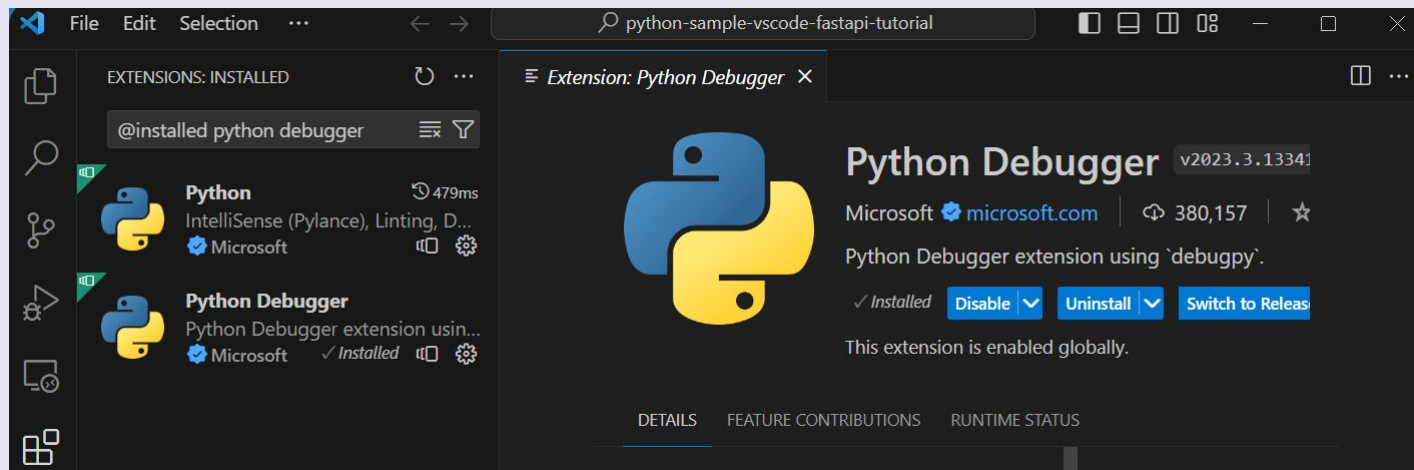 File Edit Selection ···
python-sample-vscode-fastapi-tutorial
EXTENSIONS: INSTALLED
@installed python debugger
Python 479ms
IntelliSense (Pylance), Linting, D...
Microsoft
Python Debugger
Python Debugger extension usin...
Microsoft ✓ Installed
Extension: Python Debugger
Python Debugger v2023.3.13341
Microsoft microsoft.com 380,157
Python Debugger extension using `debugpy`.
✓ Installed Disable Uninstall Switch to Releas
This extension is enabled globally.
DETAILS FEATURE CONTRIBUTIONS RUNTIME STATUS